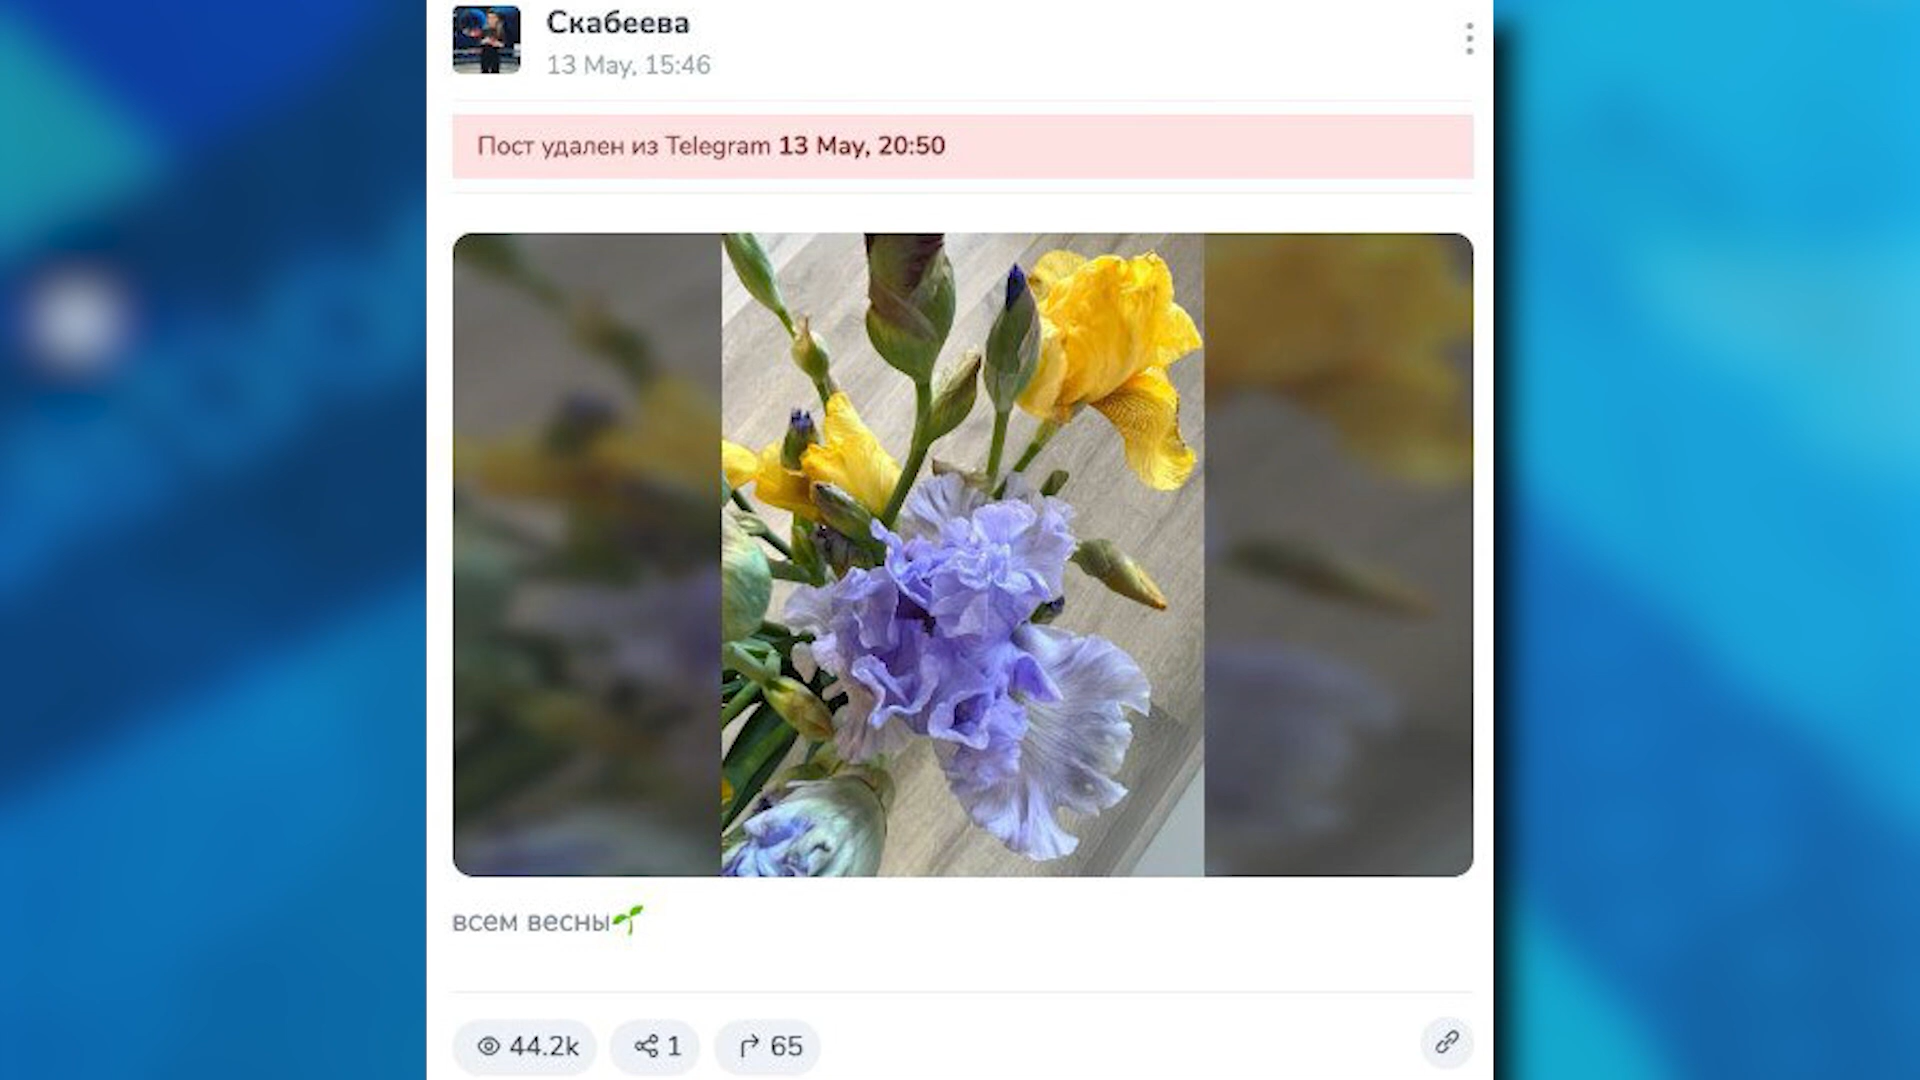 Скабеева
13 May, 15:46
Пост удален из Telegram 13 May, 20:50
всем весны🌱
44.2k 1 65